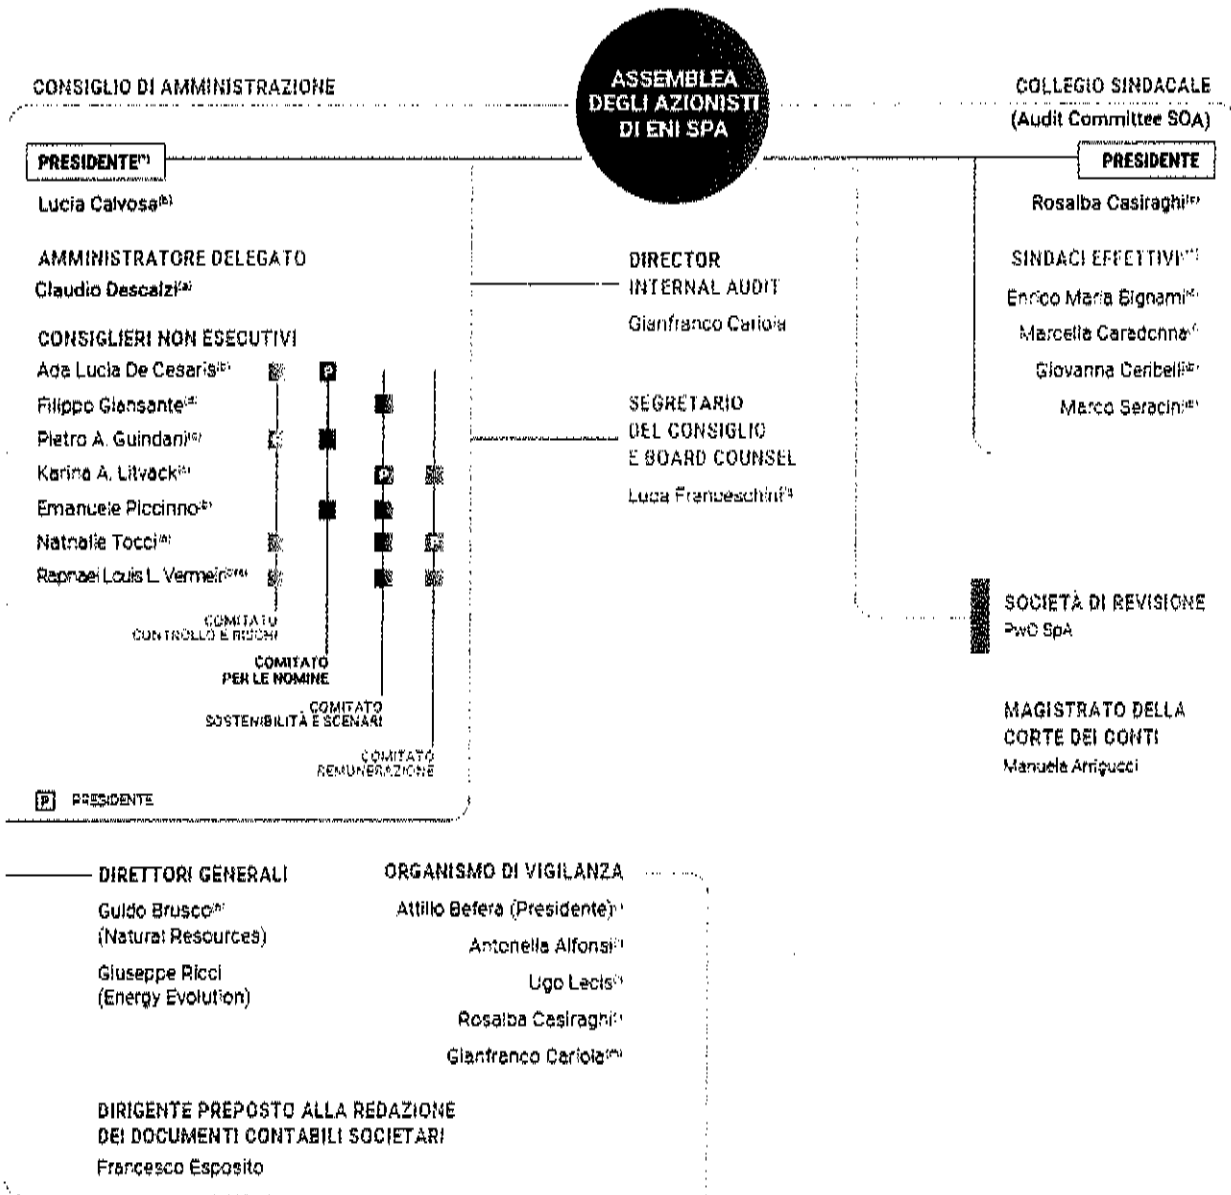 CONSIGLIO DI AMMINISTRAZIONE
ASSEMBLEA
DEGLI AZIONISTI
DI ENI SPA
COLLEGIO SINDACALE
(Audit Committee SOA)
PRESIDENTE
Lucia Calvosa
PRESIDENTE
Rosalba Casiraghi
AMMINISTRATORE DELEGATO
Claudio Descalzi
CONSIGLIERI NON ESECUTIVI
Ada Lucia De Cesaris
P
Filippo Giansante
Pietro A. Guindani
Karina A. Litvack
P
Emanuele Piccinno
Nathalie Tocci
Raphael Louis L. Vermeir
COMITATO
CONTROLLO E RISCHI
COMITATO
PER LE NOMINE
COMITATO
SOSTENIBILITÀ E SCENARI
COMITATO
REMUNERAZIONE
P PRESIDENTE
DIRECTOR
INTERNAL AUDIT
Gianfranco Cariola
SEGRETARIO
DEL CONSIGLIO
E BOARD COUNSEL
Luca Franceschini
SINDACI EFFETTIVI
Enrico Maria Bignami
Marcella Caradonna
Giovanna Ceribelli
Marco Seracini
SOCIETÀ DI REVISIONE
PwC SpA
MAGISTRATO DELLA
CORTE DEI CONTI
Manuela Arrigucci
DIRETTORI GENERALI
Guido Brusco
(Natural Resources)
Giuseppe Ricci
(Energy Evolution)
ORGANISMO DI VIGILANZA
Attilio Befera (Presidente)
Antonella Alfonsi
Ugo Lecis
Rosalba Casiraghi
Gianfranco Cariola
DIRIGENTE PREPOSTO ALLA REDAZIONE
DEI DOCUMENTI CONTABILI SOCIETARI
Francesco Esposito